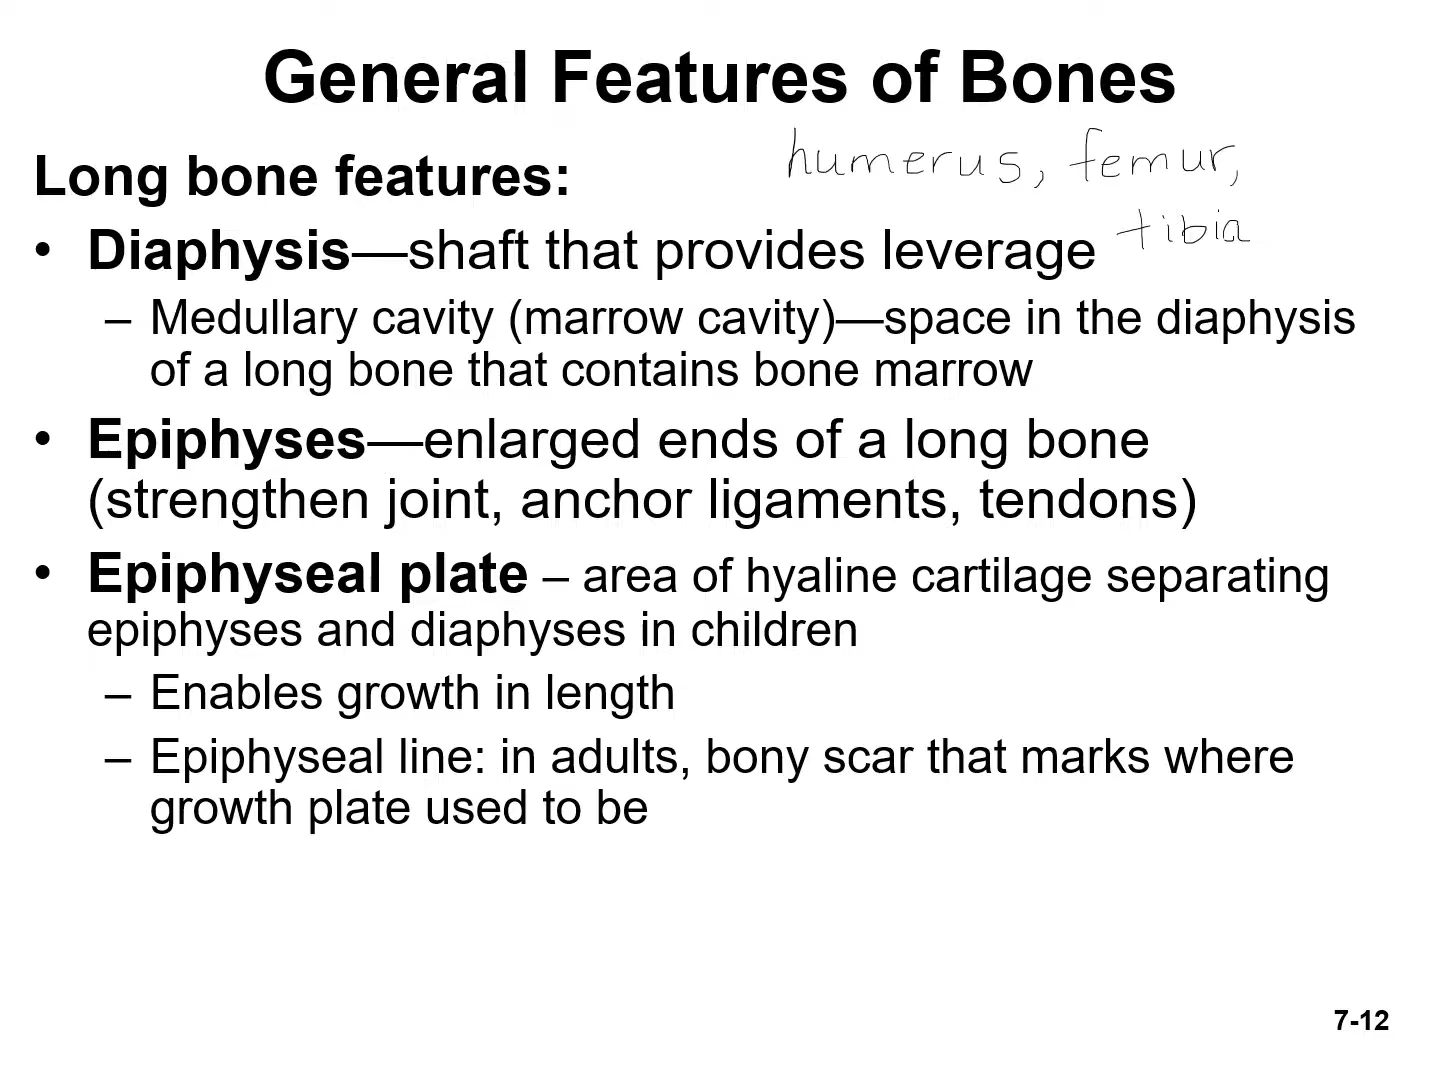 General Features of Bones
humerus, femur,
Long bone features:
tibia
• Diaphysis—shaft that provides leverage
– Medullary cavity (marrow cavity)—space in the diaphysis
of a long bone that contains bone marrow
• Epiphyses—enlarged ends of a long bone
(strengthen joint, anchor ligaments, tendons)
• Epiphyseal plate – area of hyaline cartilage separating
epiphyses and diaphyses in children
– Enables growth in length
– Epiphyseal line: in adults, bony scar that marks where
growth plate used to be
7-12